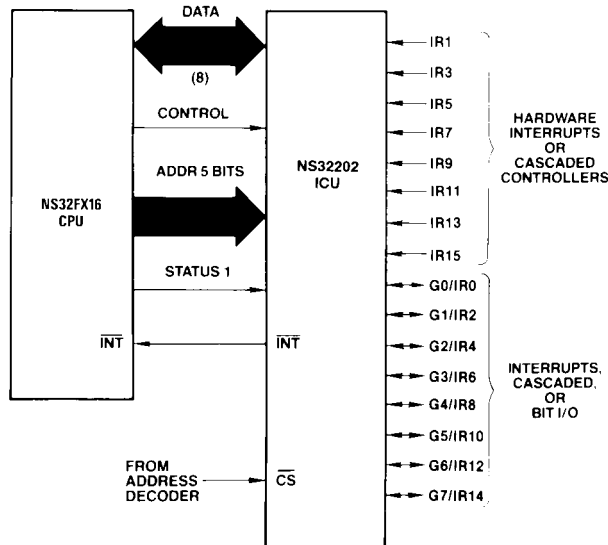 DATA
(8)
CONTROL
ADDR 5 BITS
STATUS 1
NS32FX16
CPU
INT
NS32202
ICU
INT
FROM
ADDRESS
DECODER
CS
IR1
IR3
IR5
IR7
IR9
IR11
IR13
IR15
G0/IR0
G1/IR2
G2/IR4
G3/IR6
G4/IR8
G5/IR10
G6/IR12
G7/IR14
HARDWARE
INTERRUPTS
OR
CASCADED
CONTROLLERS
INTERRUPTS,
CASCADED,
OR
BIT I/O